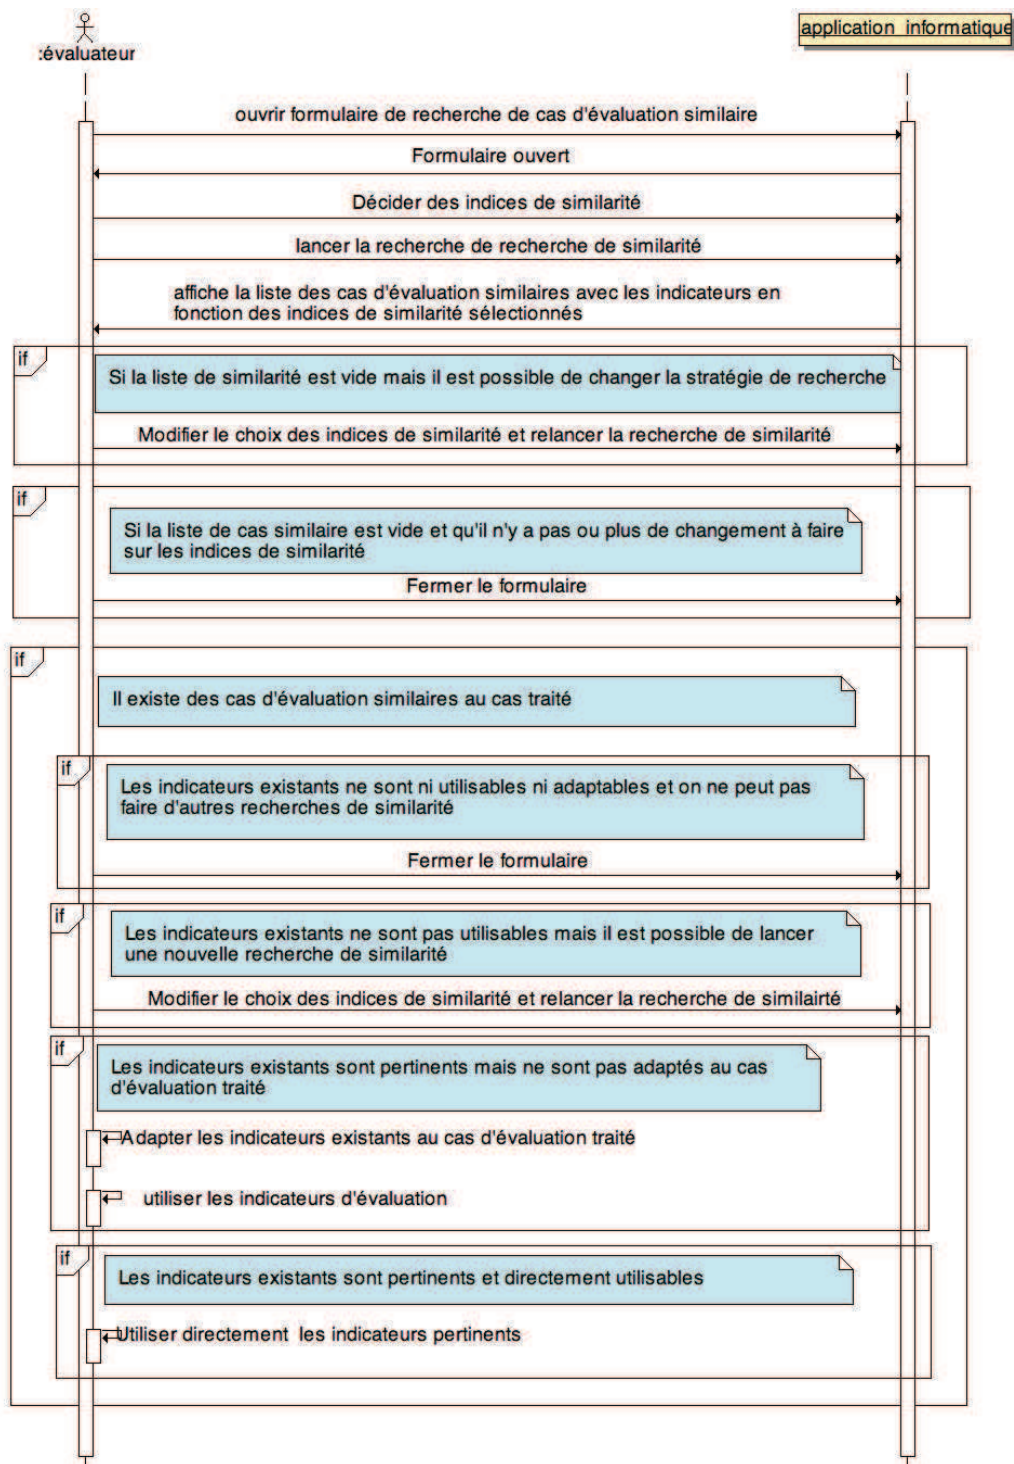 :évaluateur
application informatique
ouvrir formulaire de recherche de cas d'évaluation similaire
Formulaire ouvert
Décider des indices de similarité
lancer la recherche de recherche de similarité
affiche la liste des cas d'évaluation similaires avec les indicateurs en
fonction des indices de similarité sélectionnés
if
Si la liste de similarité est vide mais il est possible de changer la stratégie de recherche
Modifier le choix des indices de similarité et relancer la recherche de similarité
if
Si la liste de cas similaire est vide et qu'il n'y a pas ou plus de changement à faire
sur les indices de similarité
Fermer le formulaire
if
Il existe des cas d'évaluation similaires au cas traité
if
Les indicateurs existants ne sont ni utilisables ni adaptables et on ne peut pas
faire d'autres recherches de similarité
Fermer le formulaire
if
Les indicateurs existants ne sont pas utilisables mais il est possible de lancer
une nouvelle recherche de similarité
Modifier le choix des indices de similarité et relancer la recherche de similairté
if
Les indicateurs existants sont pertinents mais ne sont pas adaptés au cas
d'évaluation traité
Adapter les indicateurs existants au cas d'évaluation traité
utiliser les indicateurs d'évaluation
if
Les indicateurs existants sont pertinents et directement utilisables
Utiliser directement les indicateurs pertinents